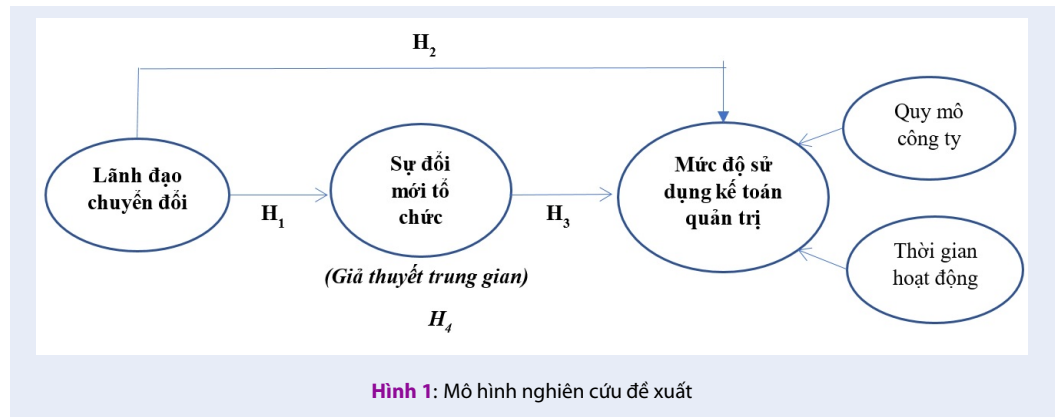 H2
Lãnh đạo
chuyển đổi
H1
Sự đổi
mới tổ
chức
(Giả thuyết trung gian)
H4
H3
Mức độ sử
dụng kế toán
quản trị
Quy mô
công ty
Thời gian
hoạt động
Hình 1: Mô hình nghiên cứu đề xuất